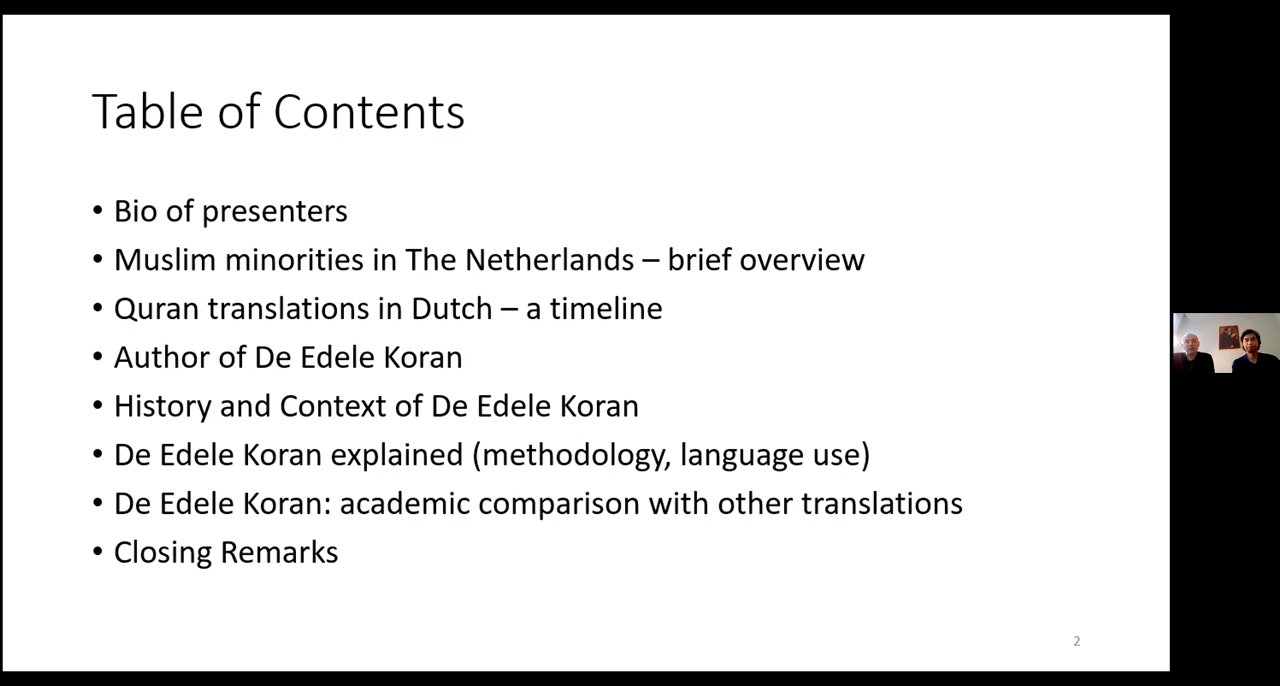 Table of Contents
• Bio of presenters
• Muslim minorities in The Netherlands – brief overview
• Quran translations in Dutch – a timeline
• Author of De Edele Koran
• History and Context of De Edele Koran
• De Edele Koran explained (methodology, language use)
• De Edele Koran: academic comparison with other translations
• Closing Remarks
2